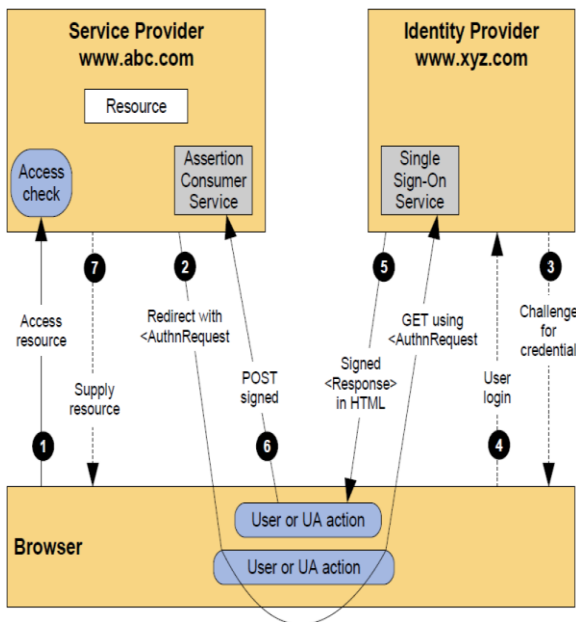 Service Provider
www.abc.com
Identity Provider
www.xyz.com
Resource
Access
check
Assertion
Consumer
Service
Single
Sign-On
Service
7
2
5
3
Access
resource
Redirect with
<AuthnRequest
GET using
<AuthnRequest
Challenge
for
credential
Supply
resource
POST
signed
Signed
<Response>
in HTML
User
login
1
6
4
User or UA action
Browser
User or UA action